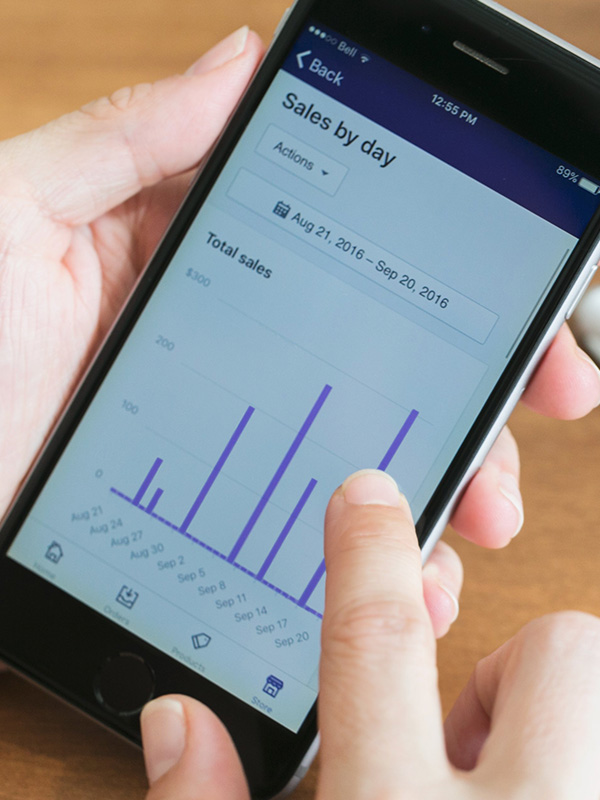 Bell
12:55 PM
89%
Back
Sales by day
Actions
Aug 21, 2016 – Sep 20, 2016
Total sales
$300
200
100
0
Aug 21
Aug 24
Aug 27
Aug 30
Sep 2
Sep 5
Sep 8
Sep 11
Sep 14
Sep 17
Sep 20
Home
Orders
Products
Store